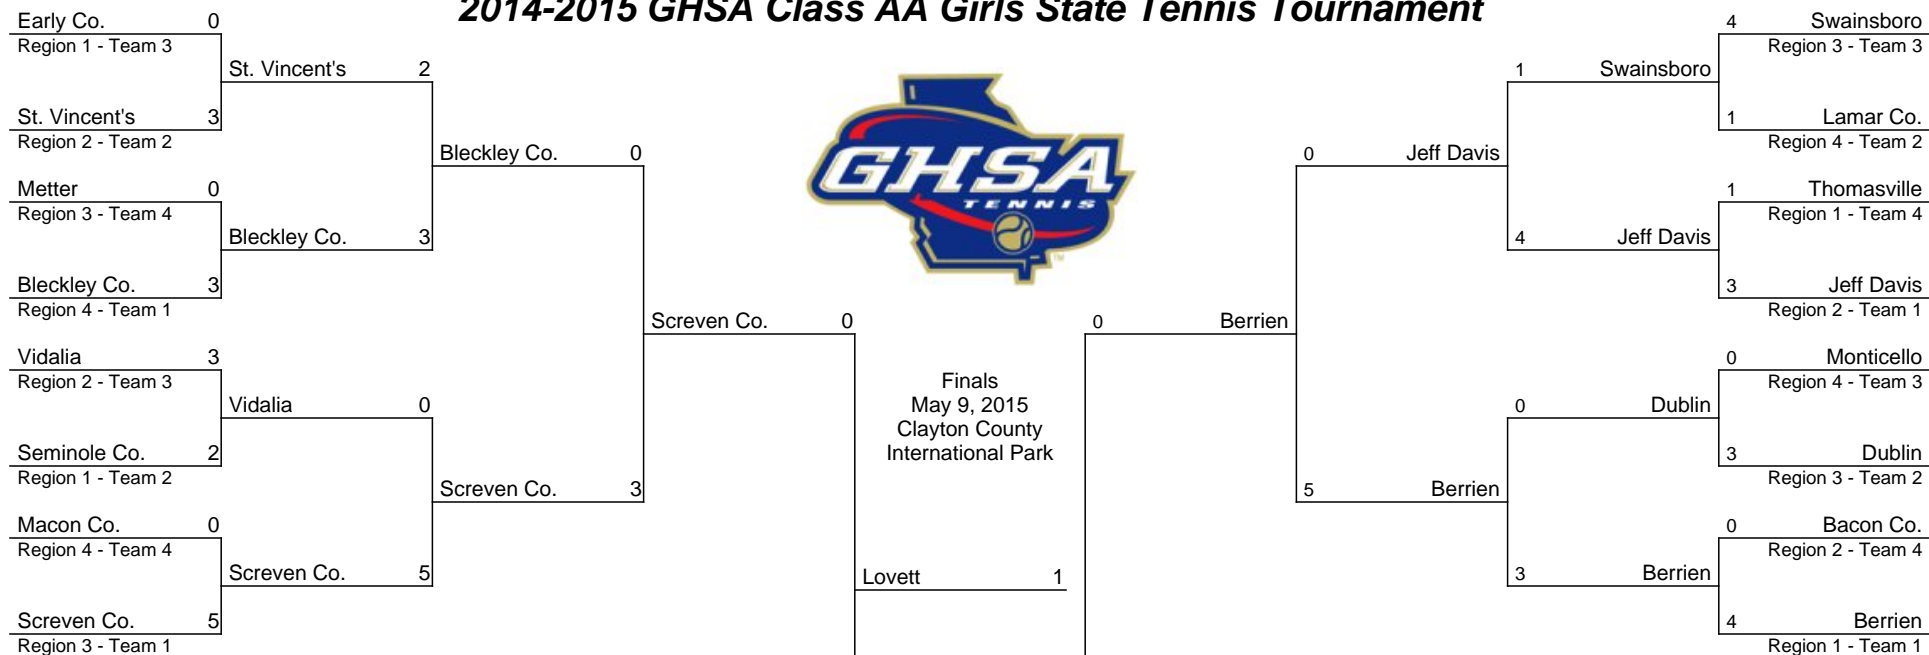 2014-2015 GHSA Class AA Girls State Tennis Tournament
Early Co. 0
Region 1 - Team 3
St. Vincent's 2
St. Vincent's 3
Region 2 - Team 2
Bleckley Co. 0
Metter 0
Region 3 - Team 4
Bleckley Co. 3
Bleckley Co. 3
Region 4 - Team 1
Screven Co. 0
Vidalia 3
Region 2 - Team 3
Vidalia 0
Seminole Co. 2
Region 1 - Team 2
Screven Co. 3
Macon Co. 0
Region 4 - Team 4
Screven Co. 5
Screven Co. 5
Region 3 - Team 1
GHSA
TENNIS
TM
Finals
May 9, 2015
Clayton County
International Park
Lovett 1
4 Swainsboro
Region 3 - Team 3
1 Swainsboro
1 Lamar Co.
Region 4 - Team 2
0 Jeff Davis
1 Thomasville
Region 1 - Team 4
4 Jeff Davis
3 Jeff Davis
Region 2 - Team 1
0 Berrien
0 Monticello
Region 4 - Team 3
0 Dublin
3 Dublin
Region 3 - Team 2
5 Berrien
0 Bacon Co.
Region 2 - Team 4
3 Berrien
4 Berrien
Region 1 - Team 1